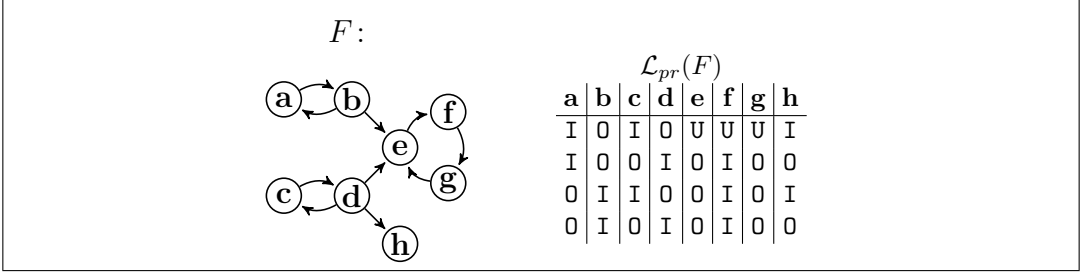 F:
a b f
e
c d g
h
L_pr(F)
a b c d e f g h
I O I O U U U I
I O O I O I O O
O I I O O I O I
O I O I O I O O